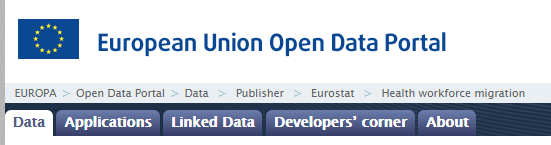 European Union Open Data Portal
EUROPA > Open Data Portal > Data > Publisher > Eurostat > Health workforce migration
Data Applications Linked Data Developers' corner About